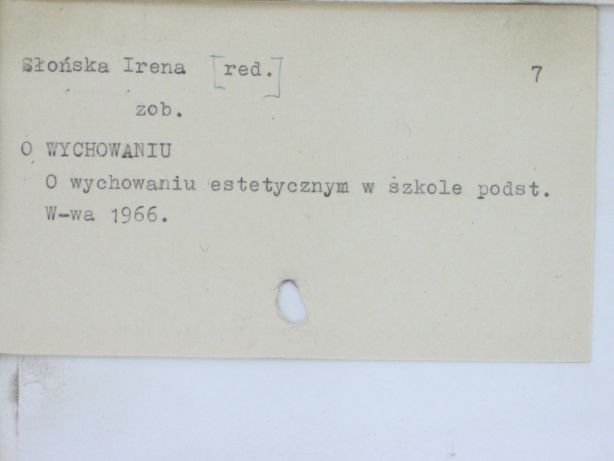 Słońska Irena [red.] 7
zob.
O WYCHOWANIU
O wychowaniu estetycznym w szkole podst.
W-wa 1966.